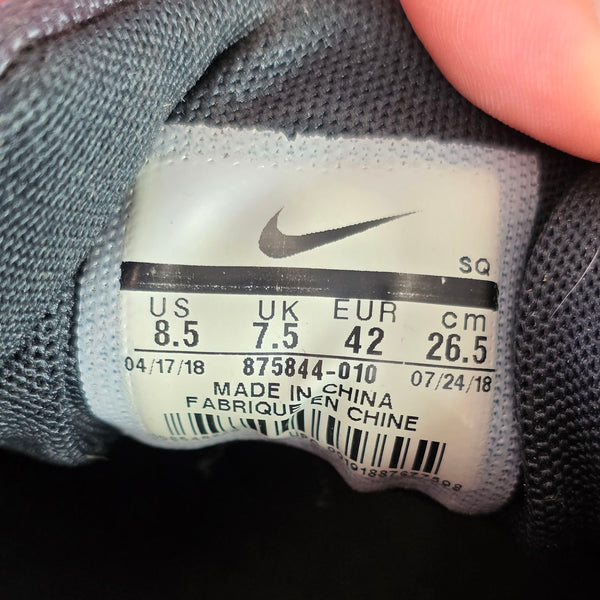 SQ
US UK EUR cm
8.5 7.5 42 26.5
04/17/18 875844-010 07/24/18
MADE IN CHINA
FABRIQUE EN CHINE